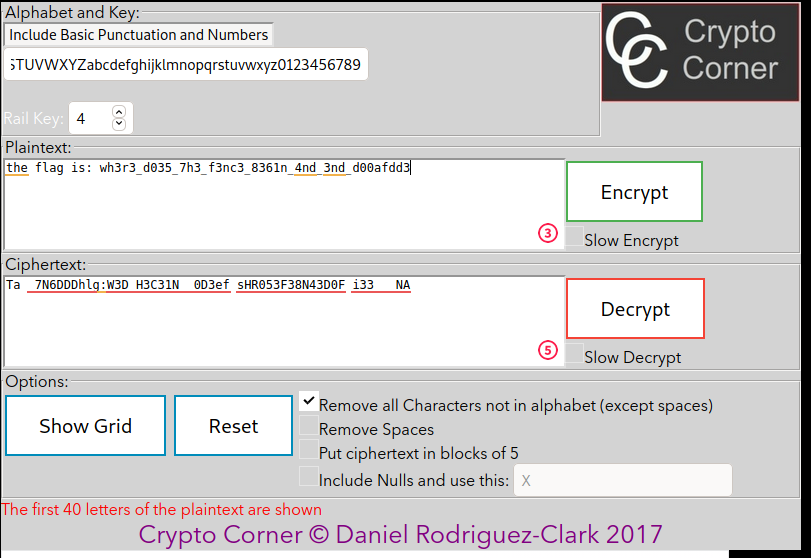 Alphabet and Key:
Include Basic Punctuation and Numbers
STUVWXYZabcdefghijklmnopqrstuvwxyz0123456789
Rail Key: 4
Crypto
Corner
Plaintext:
the flag is: wh3r3_d035_7h3_f3nc3_8361n_4nd_3nd_d00afdd3
3
Encrypt
Slow Encrypt
Ciphertext:
Ta _7N6DDDhlg:W3D_H3C31N__0D3ef sHR053F38N43D0F i33___NA
5
Decrypt
Slow Decrypt
Options:
Show Grid
Reset
Remove all Characters not in alphabet (except spaces)
Remove Spaces
Put ciphertext in blocks of 5
Include Nulls and use this: X
The first 40 letters of the plaintext are shown
Crypto Corner © Daniel Rodriguez-Clark 2017